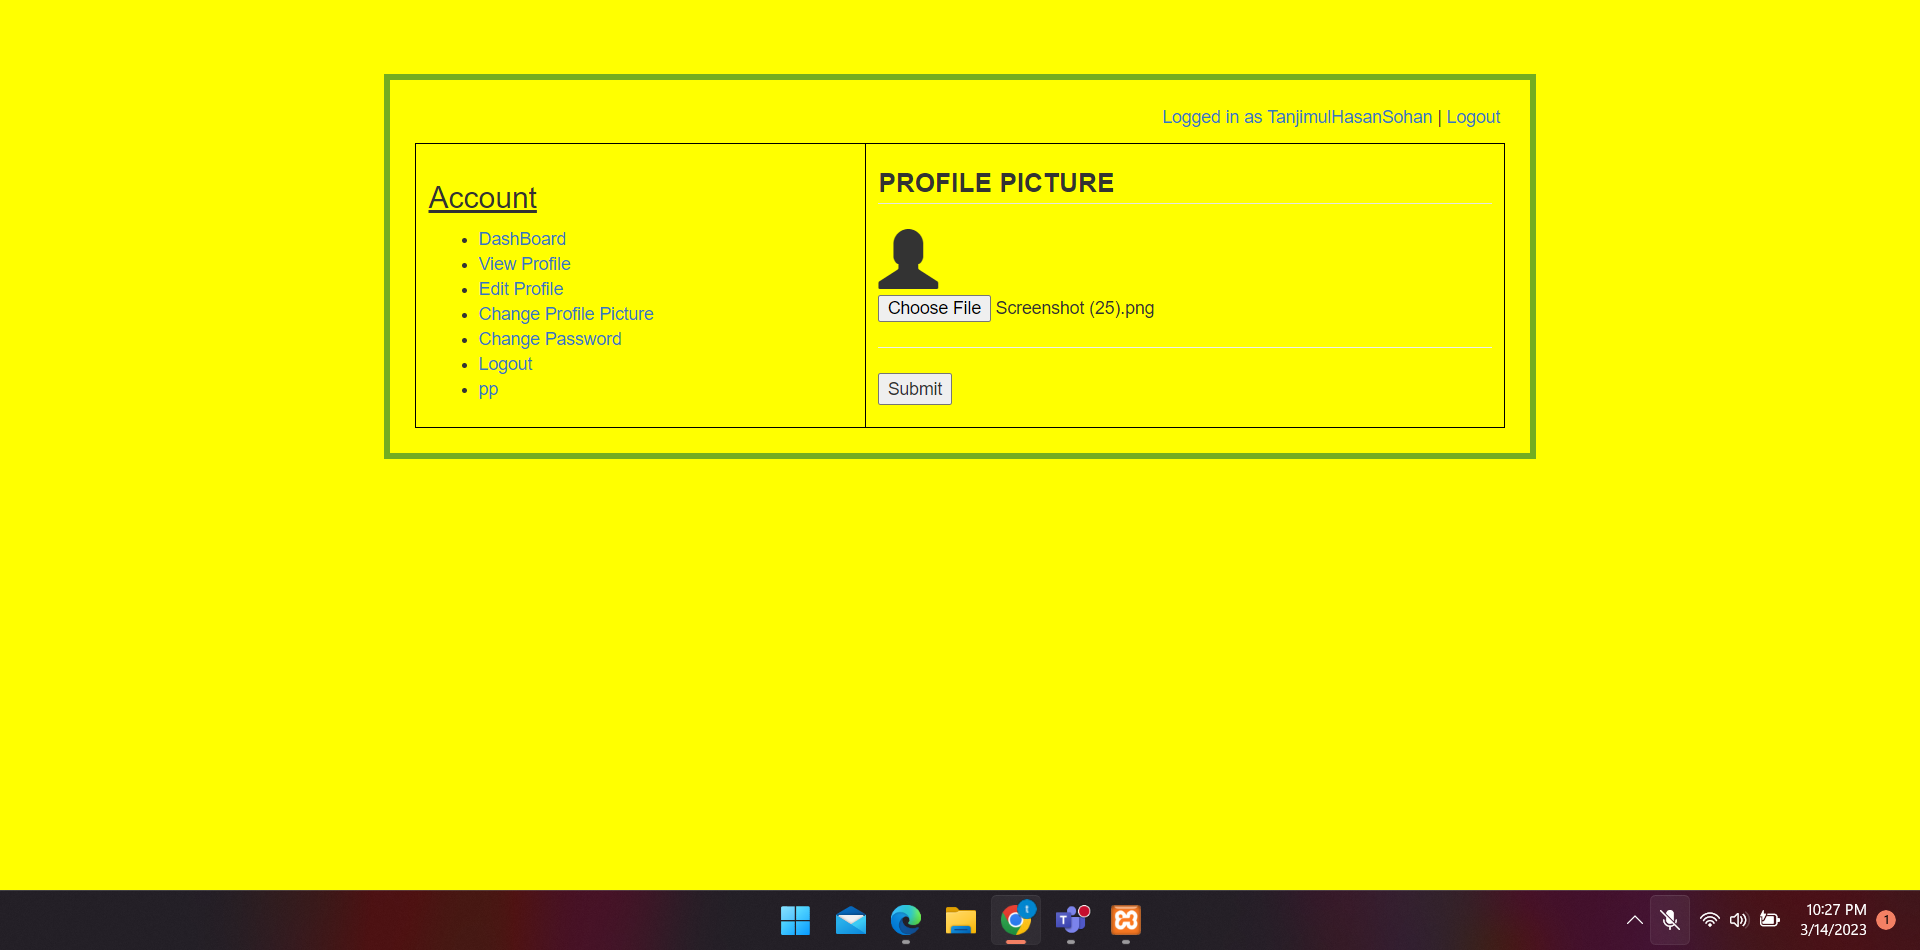 Logged in as TanjimulHasanSohan | Logout
Account
DashBoard
View Profile
Edit Profile
Change Profile Picture
Change Password
Logout
pp
PROFILE PICTURE
Choose File Screenshot (25).png
Submit
t
T
10:27 PM
3/14/2023
1